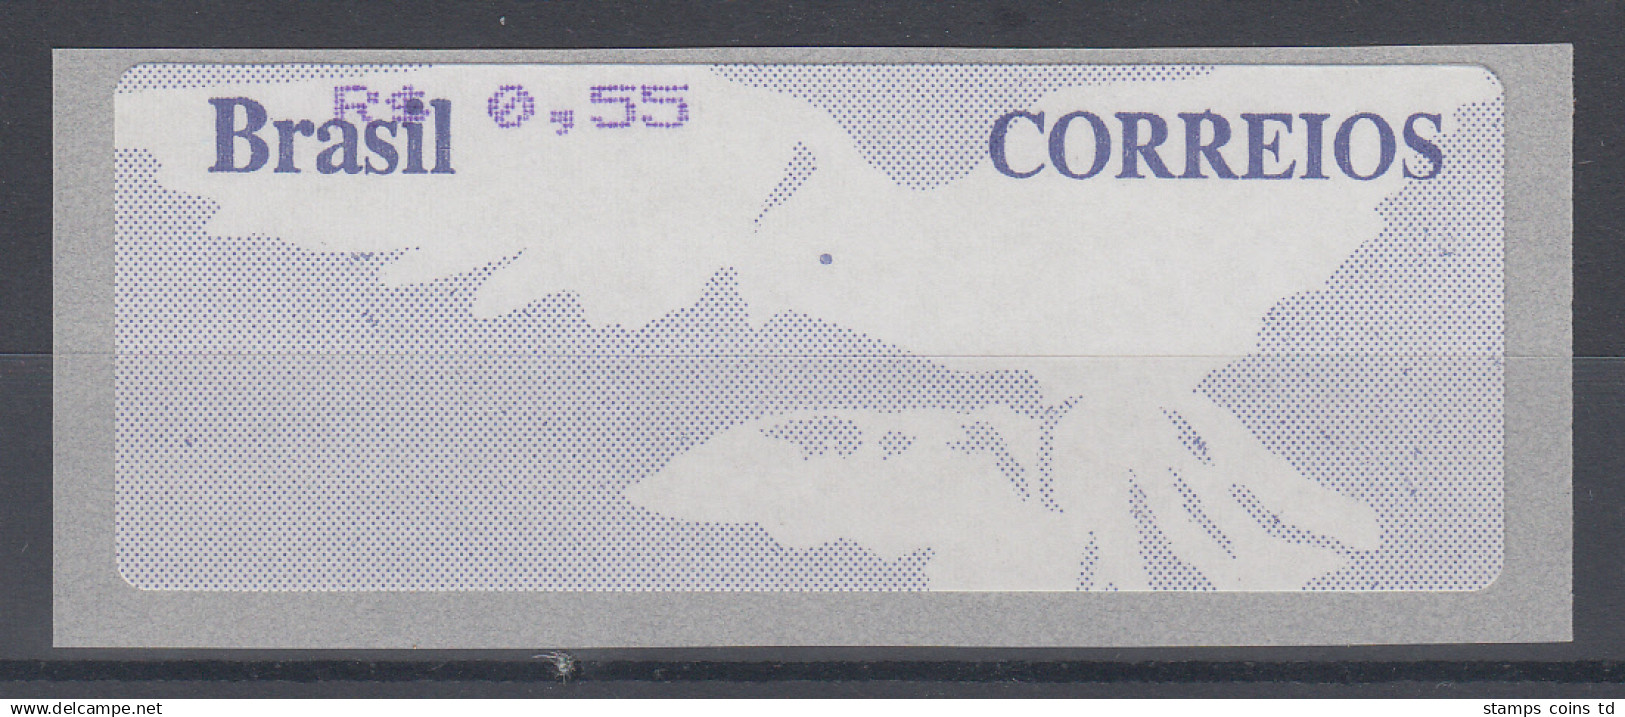 R$ 0,55
Brasil
CORREIOS
www.delcampe.net
stamps coins td